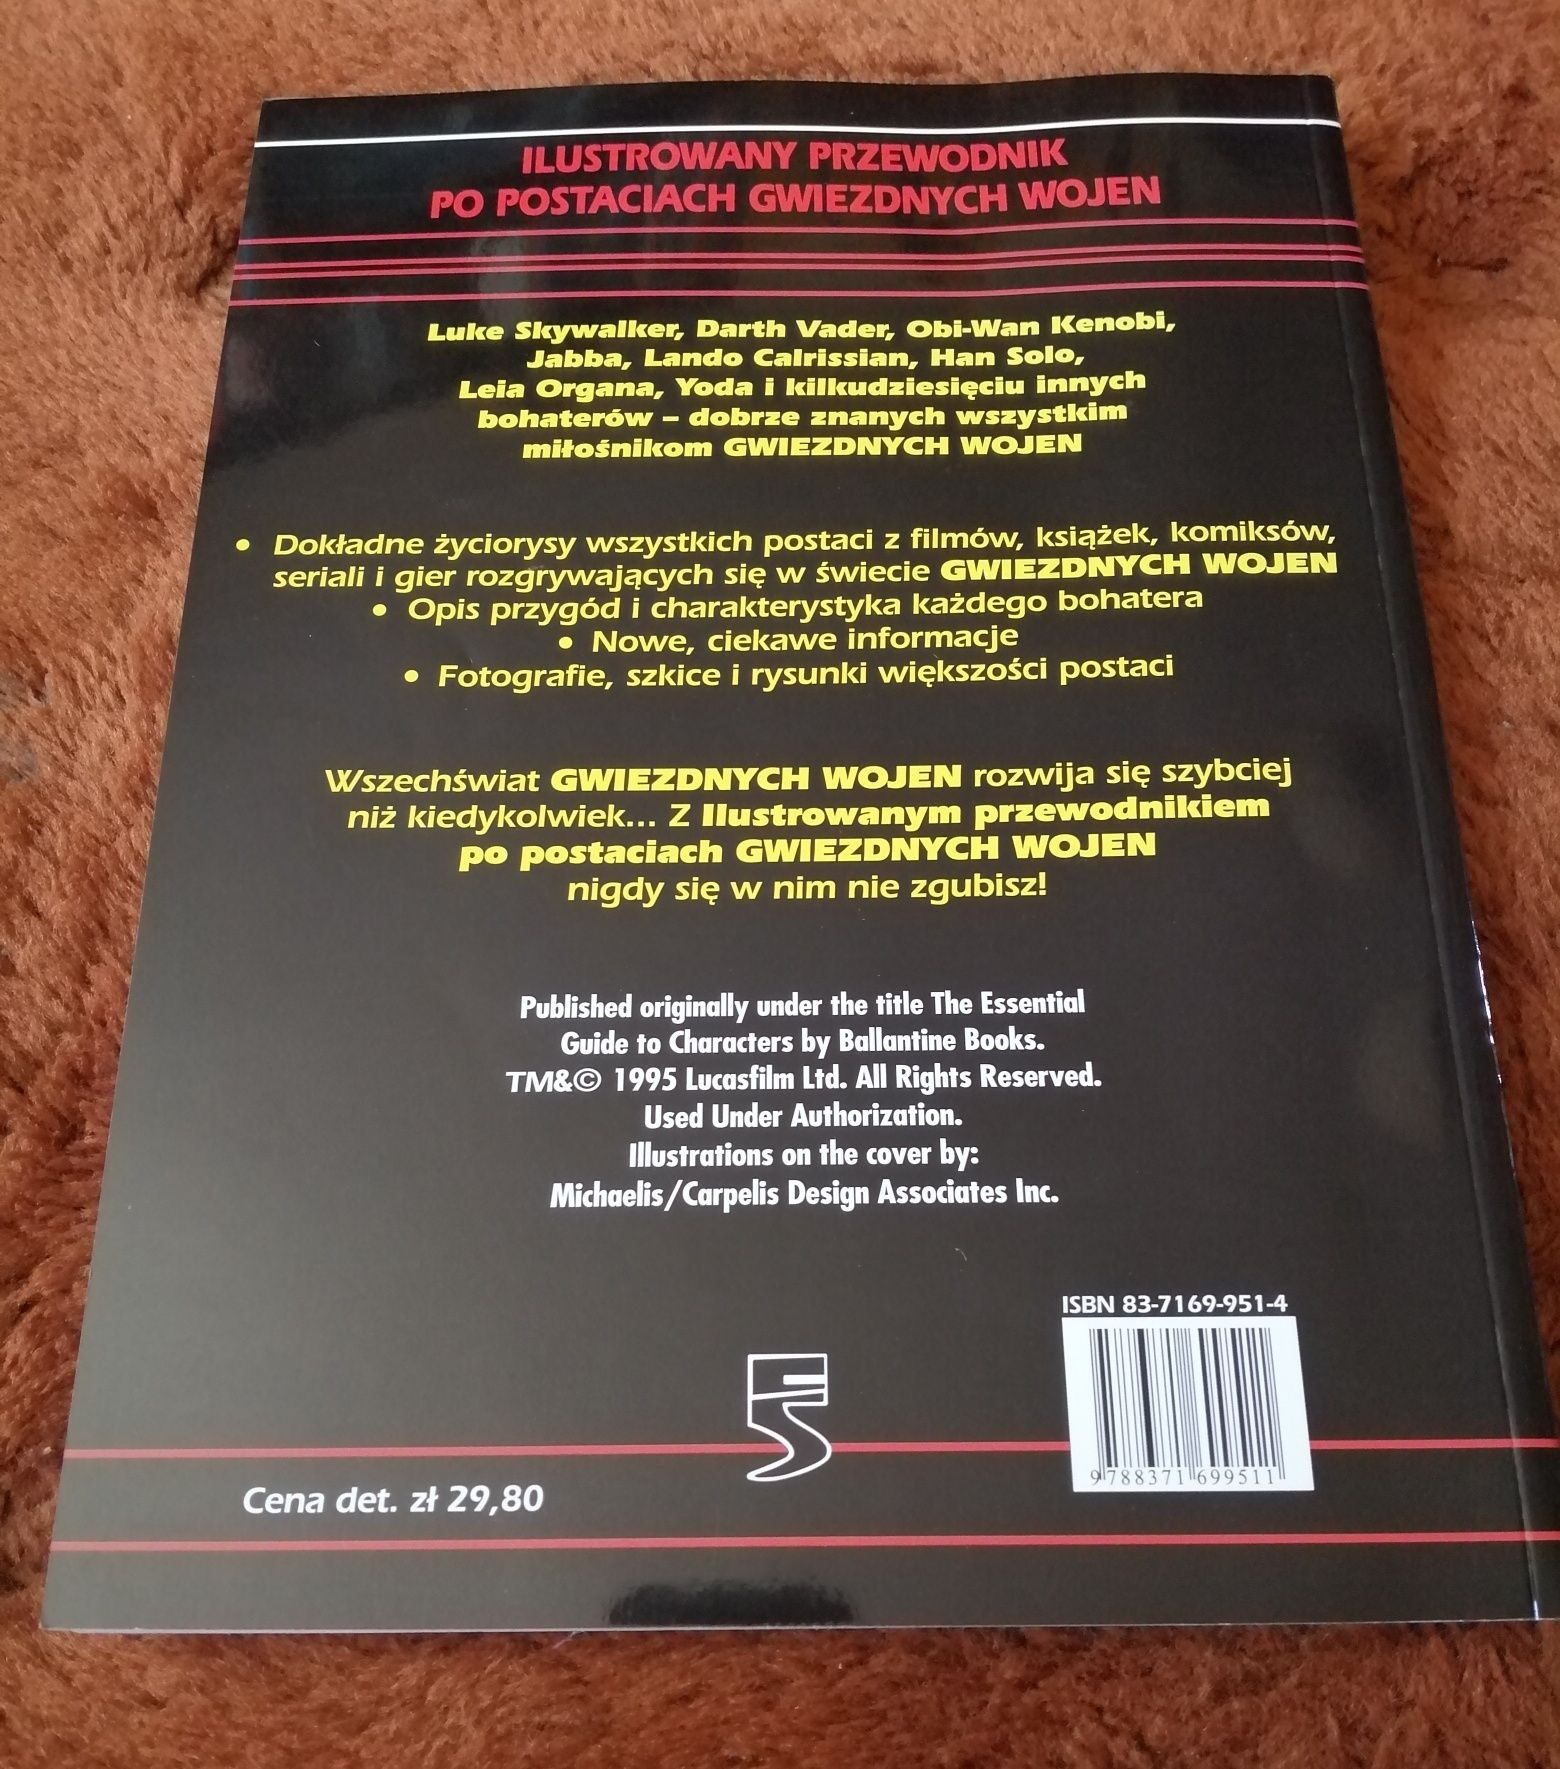 ILUSTROWANY PRZEWODNIK
PO POSTACIACH GWIEZDNYCH WOJEN
Luke Skywalker, Darth Vader, Obi-Wan Kenobi,
Jabba, Lando Calrissian, Han Solo,
Leia Organa, Yoda i kilkudziesięciu innych
bohaterów – dobrze znanych wszystkim
miłośnikom GWIEZDNYCH WOJEN
• Dokładne życiorysy wszystkich postaci z filmów, książek, komiksów,
seriali i gier rozgrywających się w świecie GWIEZDNYCH WOJEN
• Opis przygód i charakterystyka każdego bohatera
• Nowe, ciekawe informacje
• Fotografie, szkice i rysunki większości postaci
Wszechświat GWIEZDNYCH WOJEN rozwija się szybciej
niż kiedykolwiek... Z Ilustrowanym przewodnikiem
po postaciach GWIEZDNYCH WOJEN
nigdy się w nim nie zgubisz!
Published originally under the title The Essential
Guide to Characters by Ballantine Books.
TM&© 1995 Lucasfilm Ltd. All Rights Reserved.
Used Under Authorization.
Illustrations on the cover by:
Michaelis/Carpelis Design Associates Inc.
ISBN 83-7169-951-4
9 788371 699511
Cena det. zł 29,80